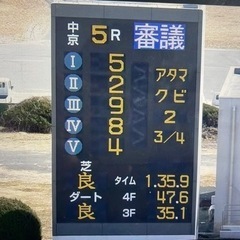 中京 5R 審議
Ⅰ 5
Ⅱ 2 アタマ
Ⅲ 9 クビ
Ⅳ 8 2
Ⅴ 4 3/4
芝
良 タイム 1.35.9
ダート 4F 47.6
良 3F 35.1